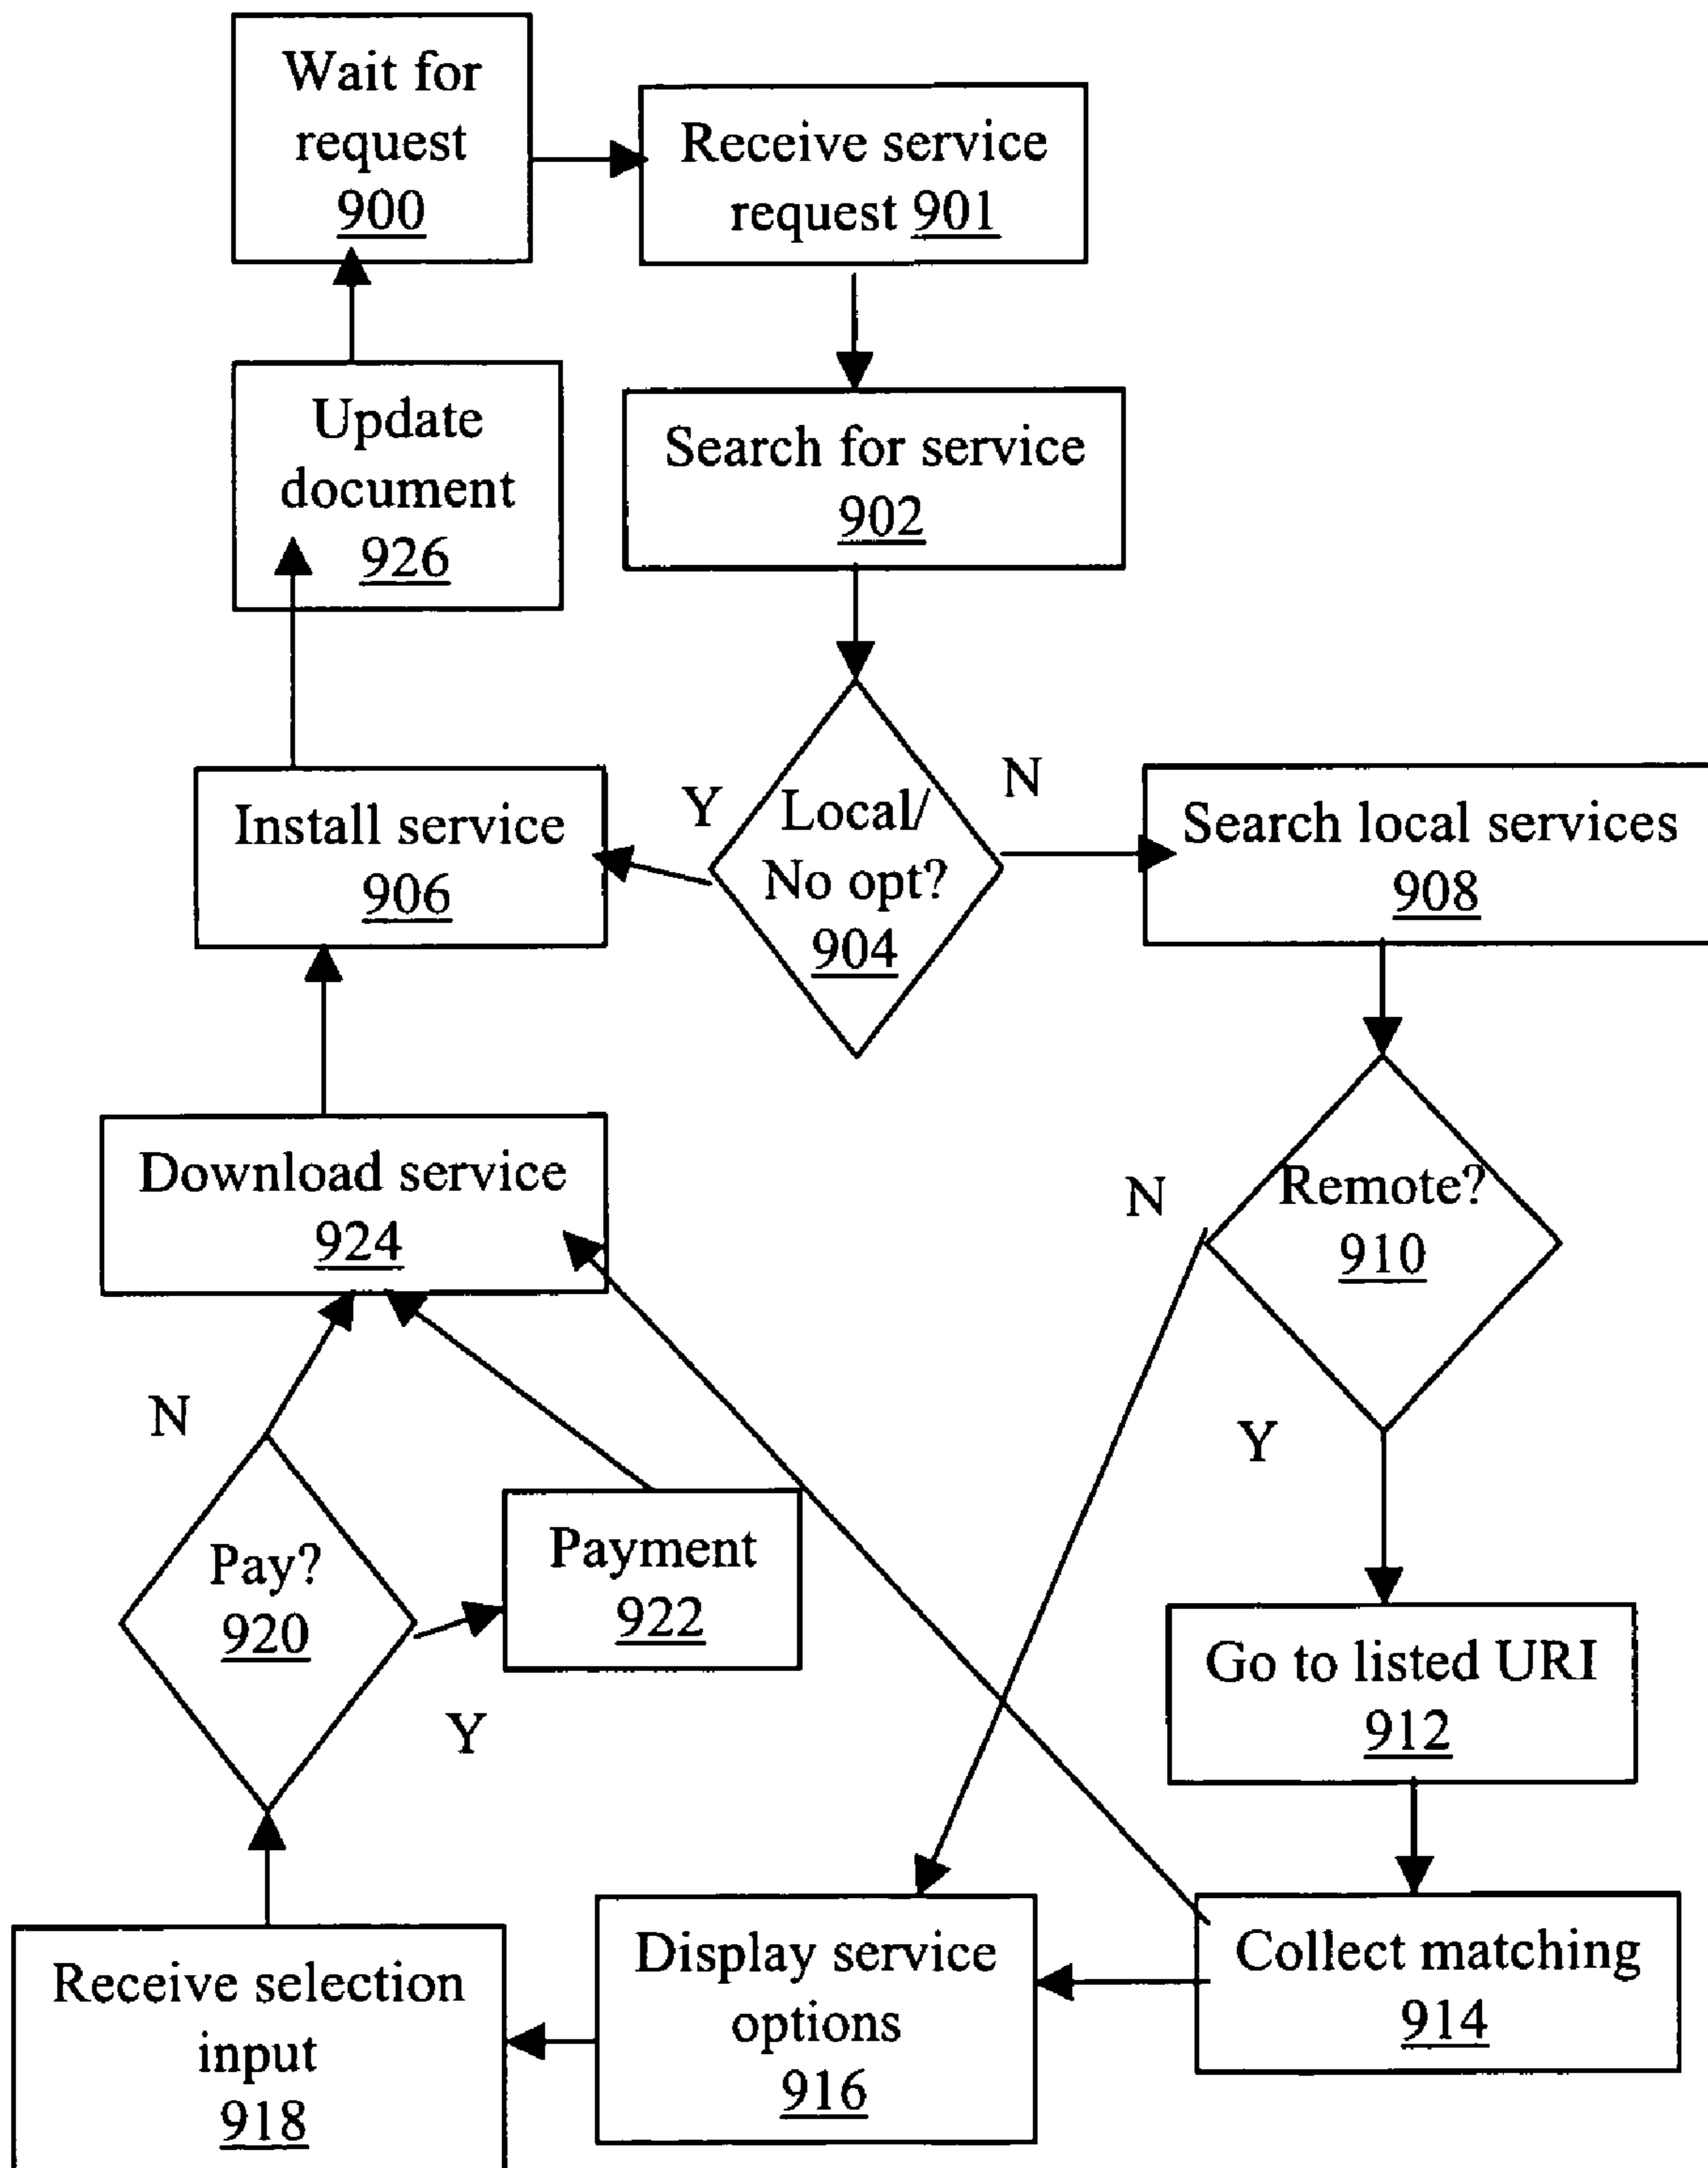 Wait for
request
900
Receive service
request 901
Update
document
926
Search for service
902
Install service
906
Y
Local/
No opt?
904
N
Search local services
908
Download service
924
N
Remote?
910
Y
N
Pay?
920
Y
Payment
922
Go to listed URI
912
Receive selection
input
918
Display service
options
916
Collect matching
914